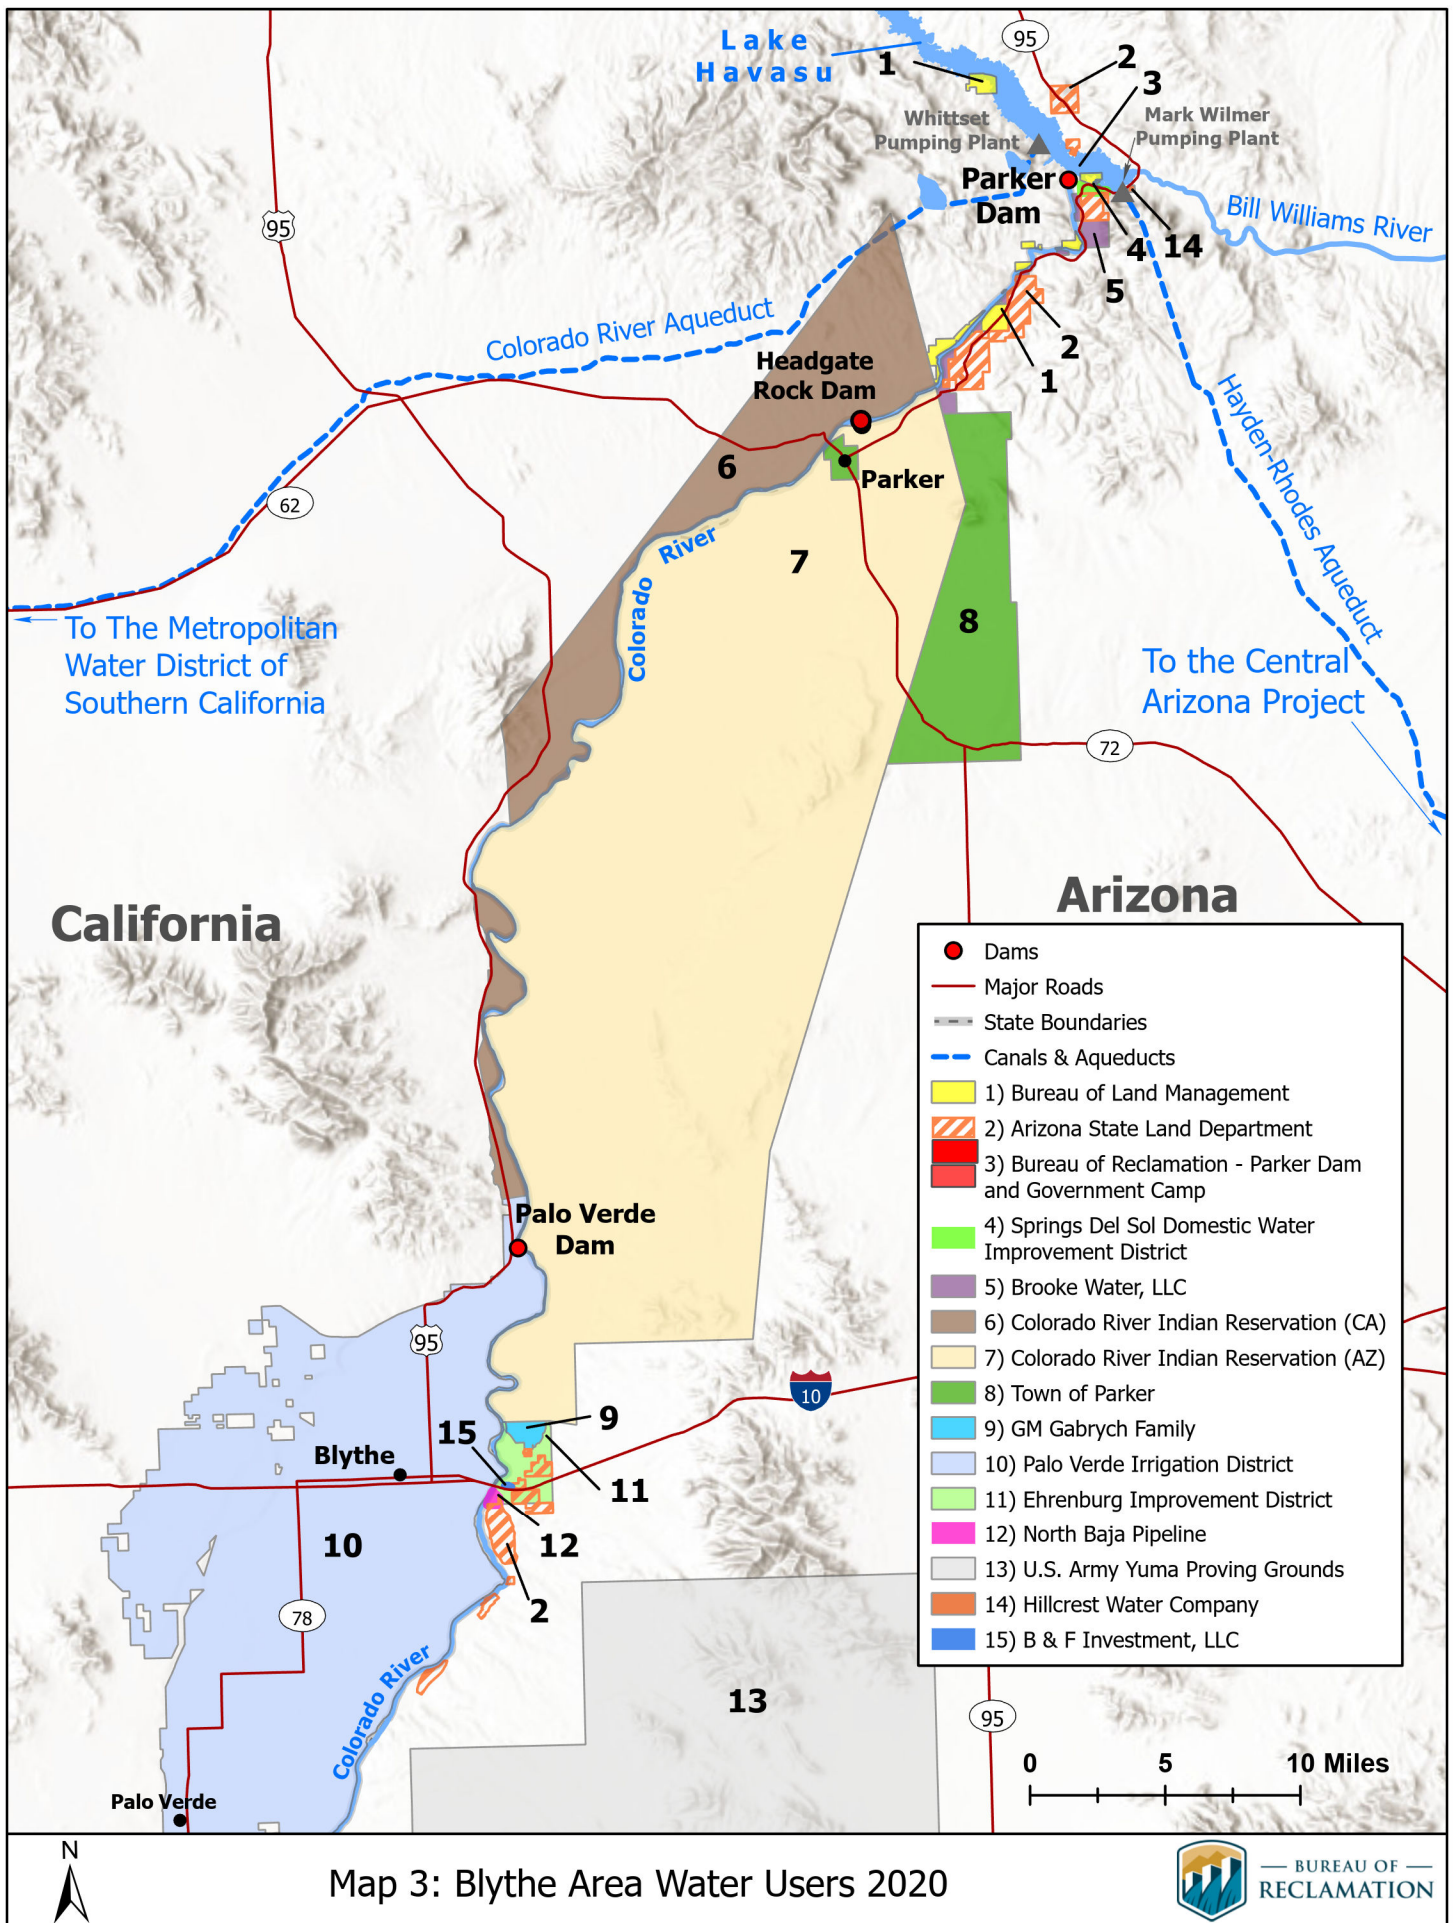 Lake
Havasu
1
95
2
3
Whittset
Pumping Plant
Mark Wilmer
Pumping Plant
Parker
Dam
Bill Williams River
4
14
5
95
Colorado River Aqueduct
2
1
Headgate
Rock Dam
Hayden-Rhodes Aqueduct
6
Parker
62
Colorado River
7
8
To The Metropolitan
Water District of
Southern California
To the Central
Arizona Project
72
California
Arizona
Dams
Major Roads
State Boundaries
Canals & Aqueducts
1) Bureau of Land Management
2) Arizona State Land Department
3) Bureau of Reclamation - Parker Dam
and Government Camp
4) Springs Del Sol Domestic Water
Improvement District
5) Brooke Water, LLC
6) Colorado River Indian Reservation (CA)
7) Colorado River Indian Reservation (AZ)
8) Town of Parker
9) GM Gabrych Family
10) Palo Verde Irrigation District
11) Ehrenburg Improvement District
12) North Baja Pipeline
13) U.S. Army Yuma Proving Grounds
14) Hillcrest Water Company
15) B & F Investment, LLC
Palo Verde
Dam
95
10
9
15
Blythe
11
10
12
2
78
Colorado River
13
95
0 5 10 Miles
Palo Verde
N
Map 3: Blythe Area Water Users 2020
BUREAU OF
RECLAMATION